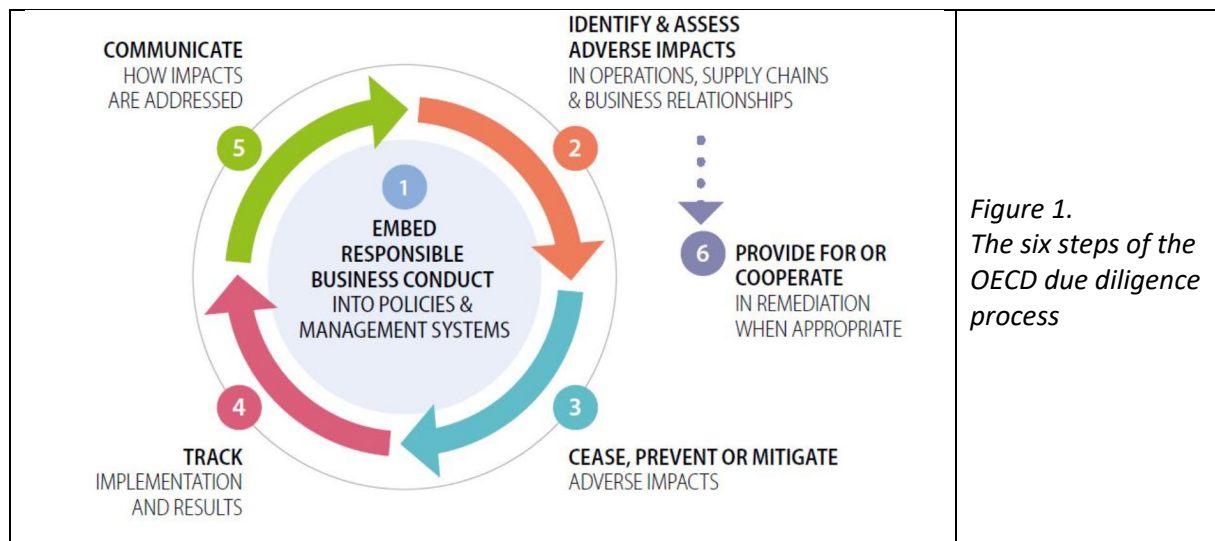 COMMUNICATE
HOW IMPACTS
ARE ADDRESSED
5
IDENTIFY & ASSESS
ADVERSE IMPACTS
IN OPERATIONS, SUPPLY CHAINS
& BUSINESS RELATIONSHIPS
2
1
EMBED
RESPONSIBLE
BUSINESS CONDUCT
INTO POLICIES &
MANAGEMENT SYSTEMS
6
PROVIDE FOR OR
COOPERATE
IN REMEDIATION
WHEN APPROPRIATE
4
TRACK
IMPLEMENTATION
AND RESULTS
3
CEASE, PREVENT OR MITIGATE
ADVERSE IMPACTS
Figure 1.
The six steps of the
OECD due diligence
process